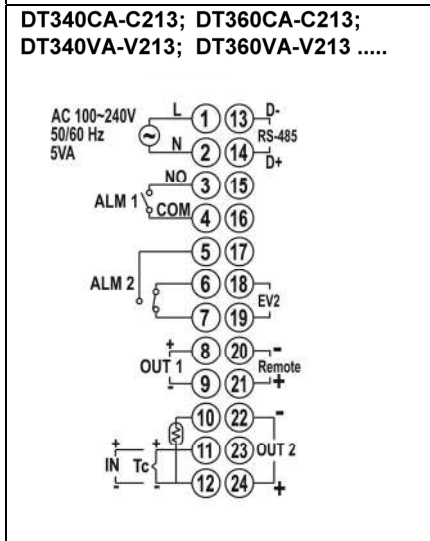 DT340CA-C213; DT360CA-C213;
DT340VA-V213; DT360VA-V213 .....
AC 100~240V
50/60 Hz
5VA
L
N
1 13 D-
RS-485
2 14 D+
ALM 1
NO
COM
3 15
4 16
5 17
ALM 2
6 18
EV2
7 19
OUT 1
+
-
8 20 -
Remote
9 21 +
10 22 -
IN
+
-
Tc
+
-
11 23 OUT 2
12 24 +